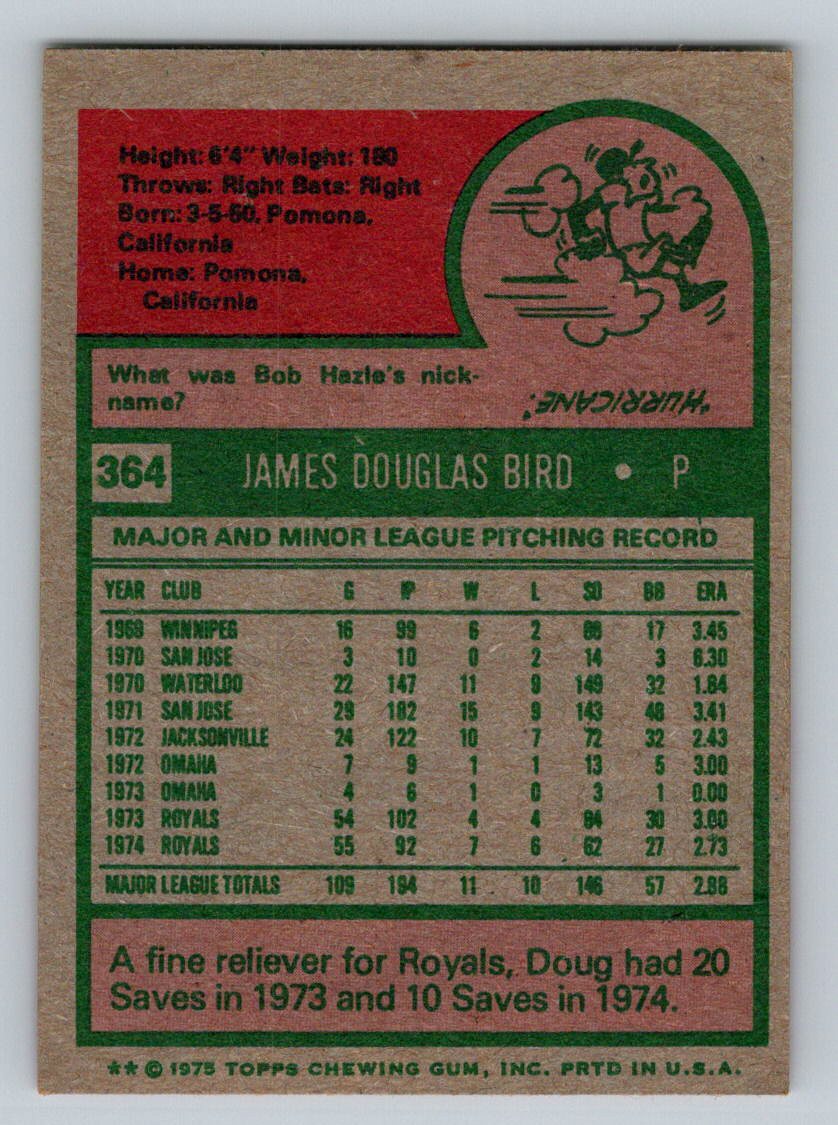 Height: 6'4" Weight: 180
Throws: Right Bats: Right
Born: 3-5-50, Pomona,
California
Home: Pomona,
California
What was Bob Hazle's nick-
name?
"HURRICANE."
364 JAMES DOUGLAS BIRD • P
MAJOR AND MINOR LEAGUE PITCHING RECORD
YEAR CLUB G IP W L SO BB ERA
1969 WINNIPEG 16 99 6 2 17 3.45
1970 SAN JOSE 3 10 0 2 14 3 6.30
1970 WATERLOO 22 147 11 9 149 32 1.84
1971 SAN JOSE 29 182 15 9 143 48 3.41
1972 JACKSONVILLE 24 122 10 7 72 32 2.43
1972 OMAHA 7 9 1 1 13 5 3.00
1973 OMAHA 4 6 1 0 3 1 0.00
1973 ROYALS 54 102 4 4 84 30 3.00
1974 ROYALS 55 92 7 6 62 27 2.73
MAJOR LEAGUE TOTALS 109 194 11 10 146 57 2.88
A fine reliever for Royals, Doug had 20
Saves in 1973 and 10 Saves in 1974.
** © 1975 TOPPS CHEWING GUM, INC. PRTD IN U.S.A.